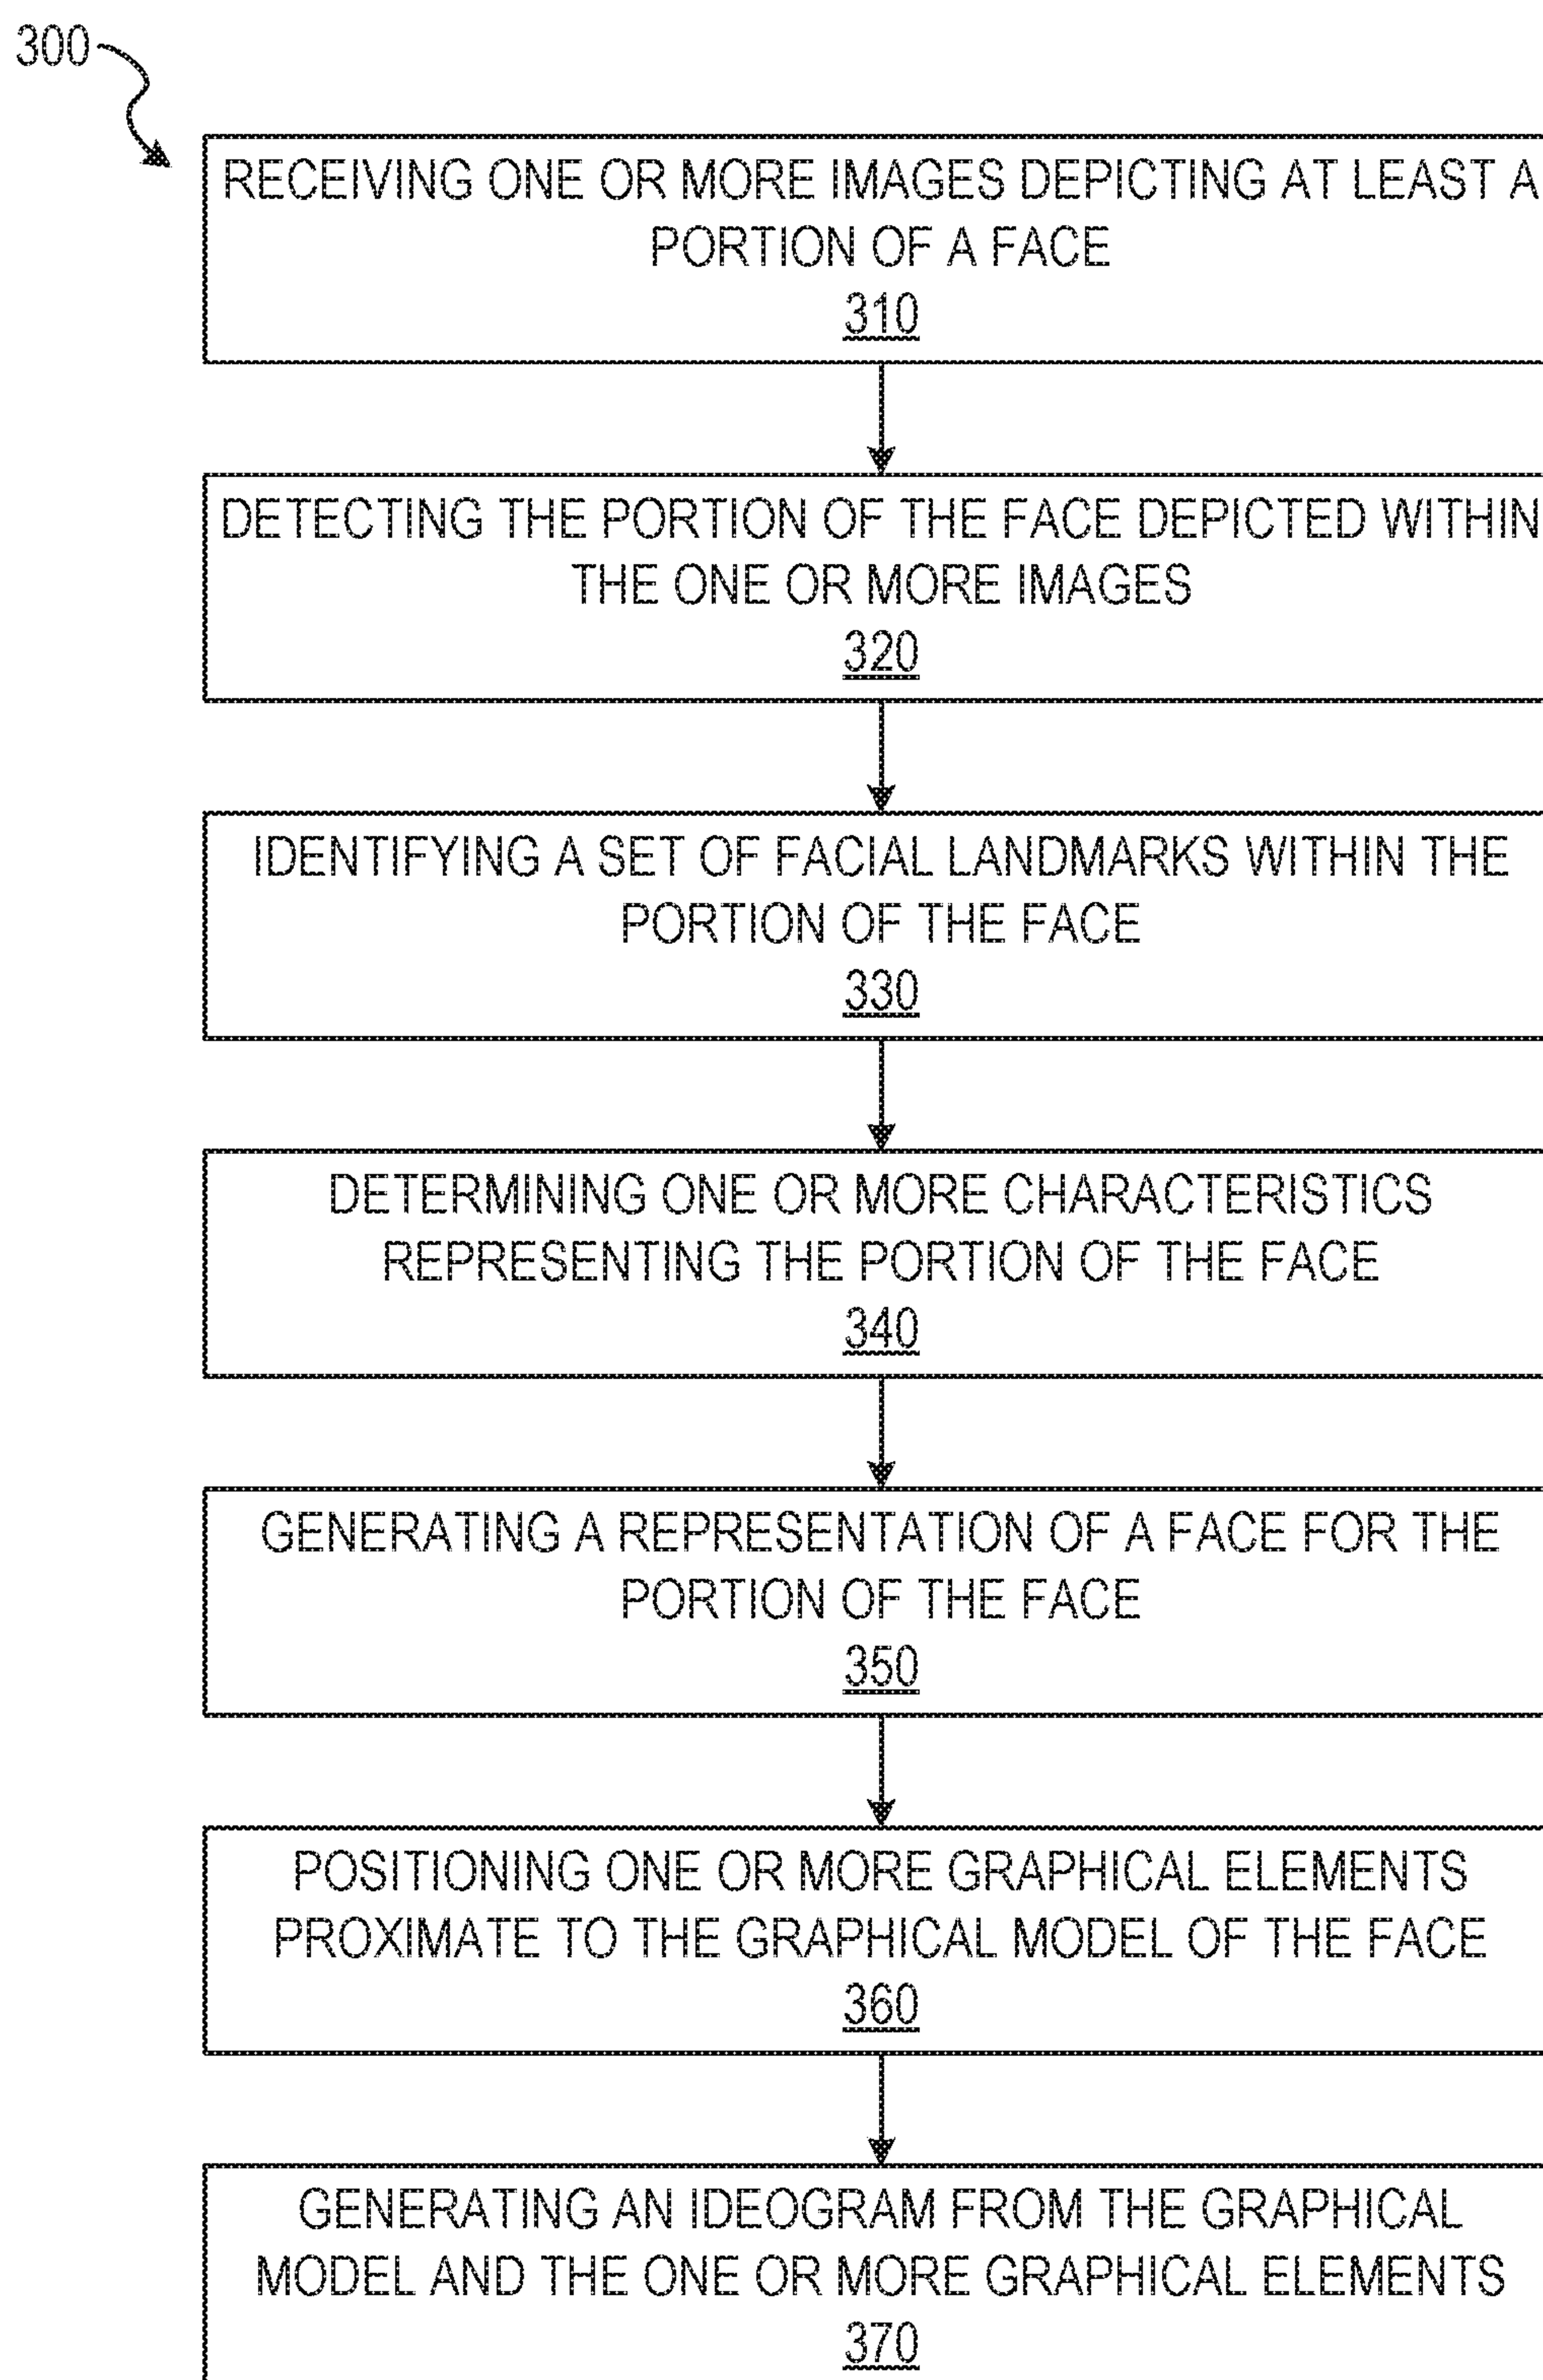 300
RECEIVING ONE OR MORE IMAGES DEPICTING AT LEAST A
PORTION OF A FACE
310
DETECTING THE PORTION OF THE FACE DEPICTED WITHIN
THE ONE OR MORE IMAGES
320
IDENTIFYING A SET OF FACIAL LANDMARKS WITHIN THE
PORTION OF THE FACE
330
DETERMINING ONE OR MORE CHARACTERISTICS
REPRESENTING THE PORTION OF THE FACE
340
GENERATING A REPRESENTATION OF A FACE FOR THE
PORTION OF THE FACE
350
POSITIONING ONE OR MORE GRAPHICAL ELEMENTS
PROXIMATE TO THE GRAPHICAL MODEL OF THE FACE
360
GENERATING AN IDEOGRAM FROM THE GRAPHICAL
MODEL AND THE ONE OR MORE GRAPHICAL ELEMENTS
370